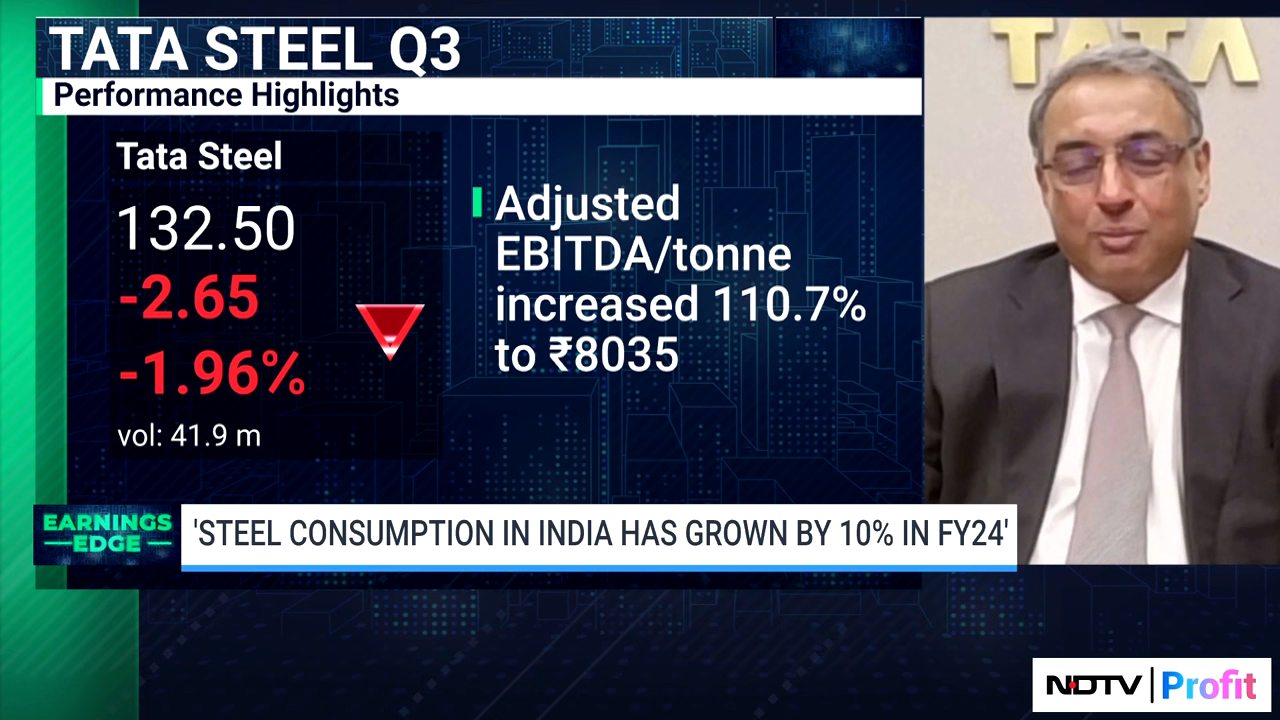 TATA STEEL Q3
Performance Highlights
TATA
Tata Steel
132.50
-2.65
-1.96%
vol: 41.9 m
Adjusted
EBITDA/tonne
increased 110.7%
to ₹8035
EARNINGS
EDGE
'STEEL CONSUMPTION IN INDIA HAS GROWN BY 10% IN FY24'
NDTV Profit